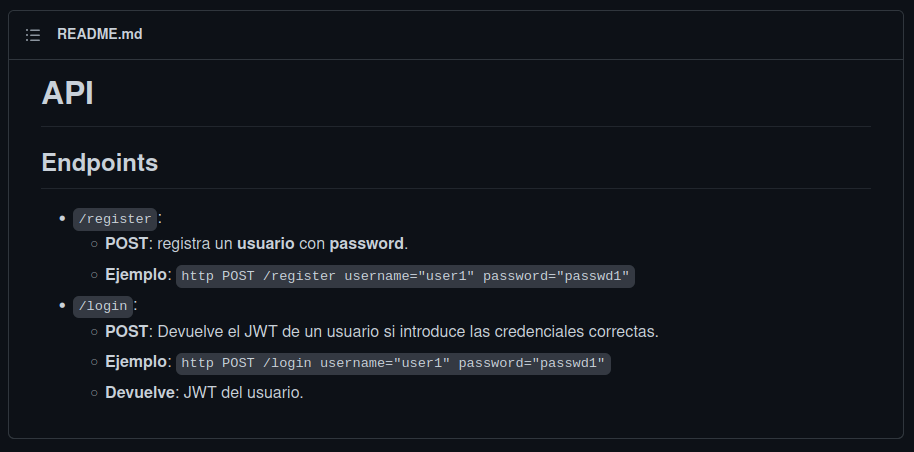 README.md
API
Endpoints
/register:
POST: registra un usuario con password.
Ejemplo: http POST /register username="user1" password="passwd1"
/login:
POST: Devuelve el JWT de un usuario si introduce las credenciales correctas.
Ejemplo: http POST /login username="user1" password="passwd1"
Devuelve: JWT del usuario.